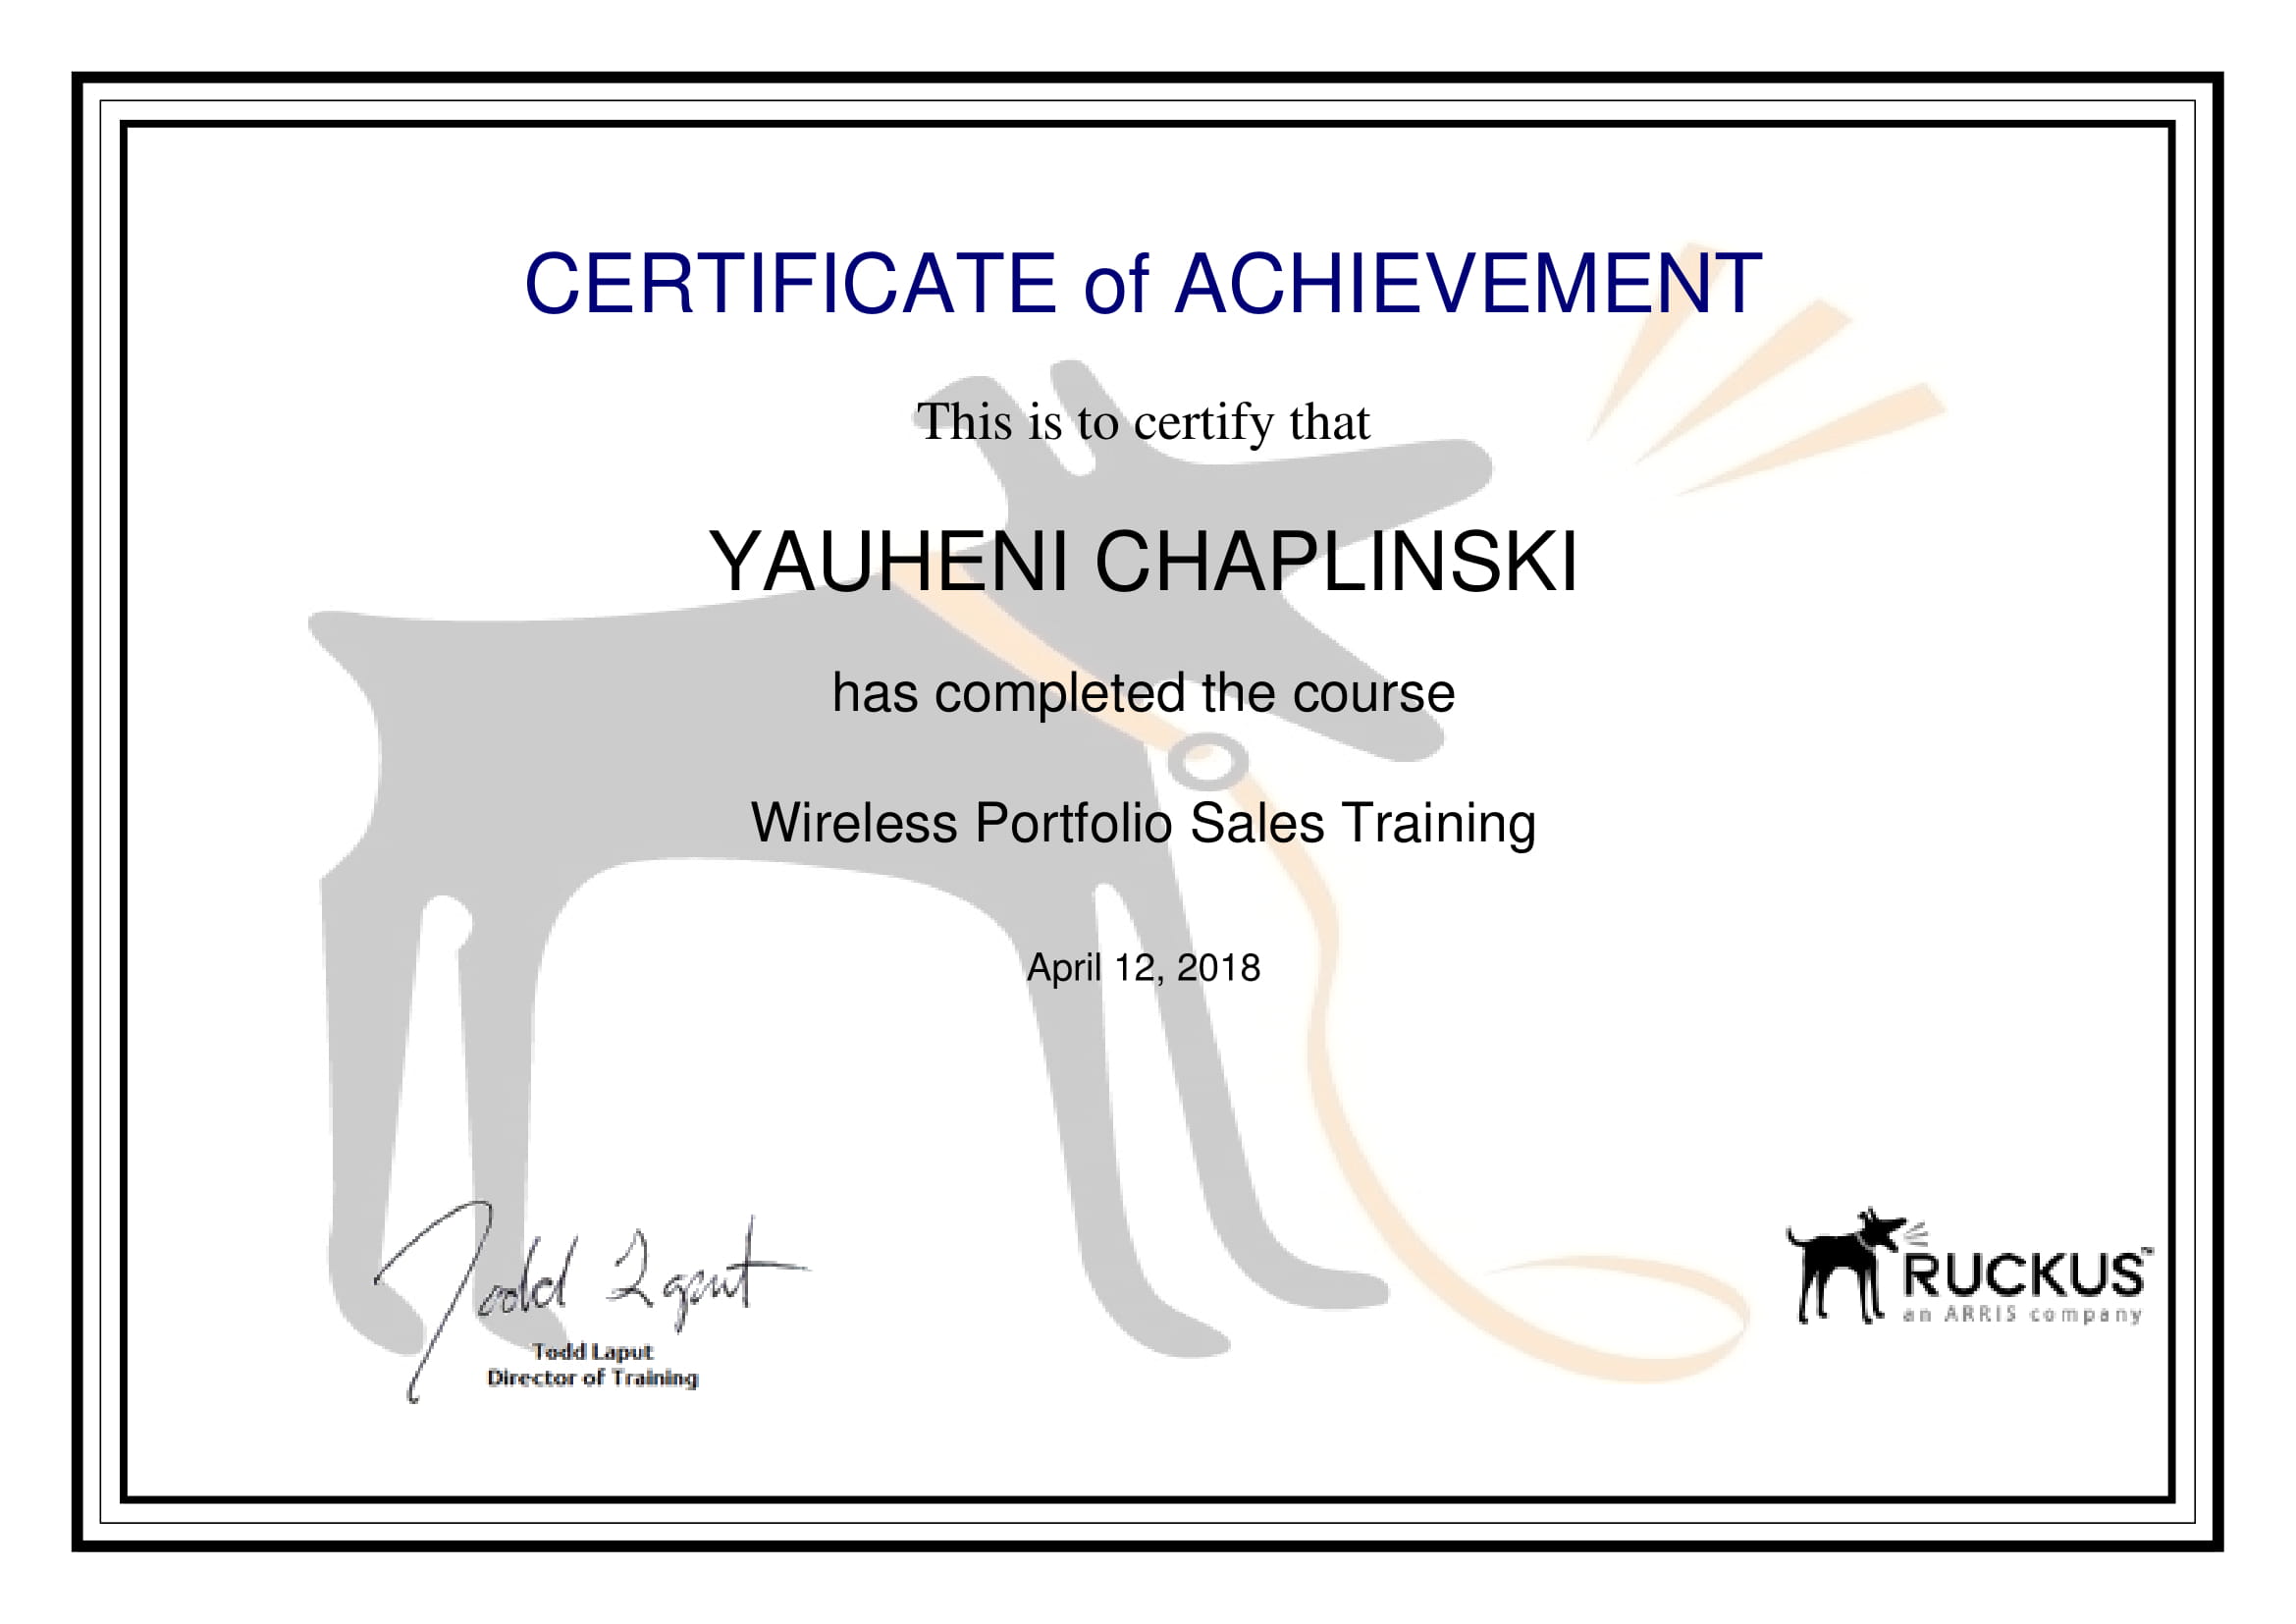 CERTIFICATE of ACHIEVEMENT
This is to certify that
YAUHENI CHAPLINSKI
has completed the course
Wireless Portfolio Sales Training
April 12, 2018
Todd Laput
Todd Laput
Director of Training
RUCKUS™
an ARRIS company